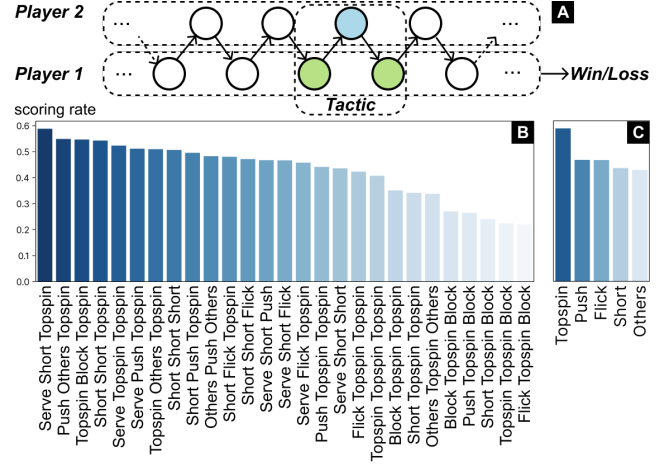 Player 2
...
...
A
Player 1
...
...
Win/Loss
Tactic
scoring rate
B
0.6
0.5
0.4
0.3
0.2
0.1
0.0
Serve Short Topspin
Push Others Topspin
Topspin Block Topspin
Short Short Topspin
Serve Topspin Topspin
Serve Push Topspin
Topspin Others Topspin
Short Short Short
Short Push Topspin
Others Push Others
Short Flick Topspin
Short Short Flick
Serve Short Push
Serve Short Flick
Serve Flick Topspin
Push Topspin Topspin
Serve Short Short
Flick Topspin Topspin
Topspin Topspin Topspin
Block Topspin Topspin
Short Topspin Topspin
Others Topspin Others
Block Topspin Block
Push Topspin Block
Short Topspin Block
Topspin Topspin Block
Flick Topspin Block
C
Topspin
Push
Flick
Short
Others